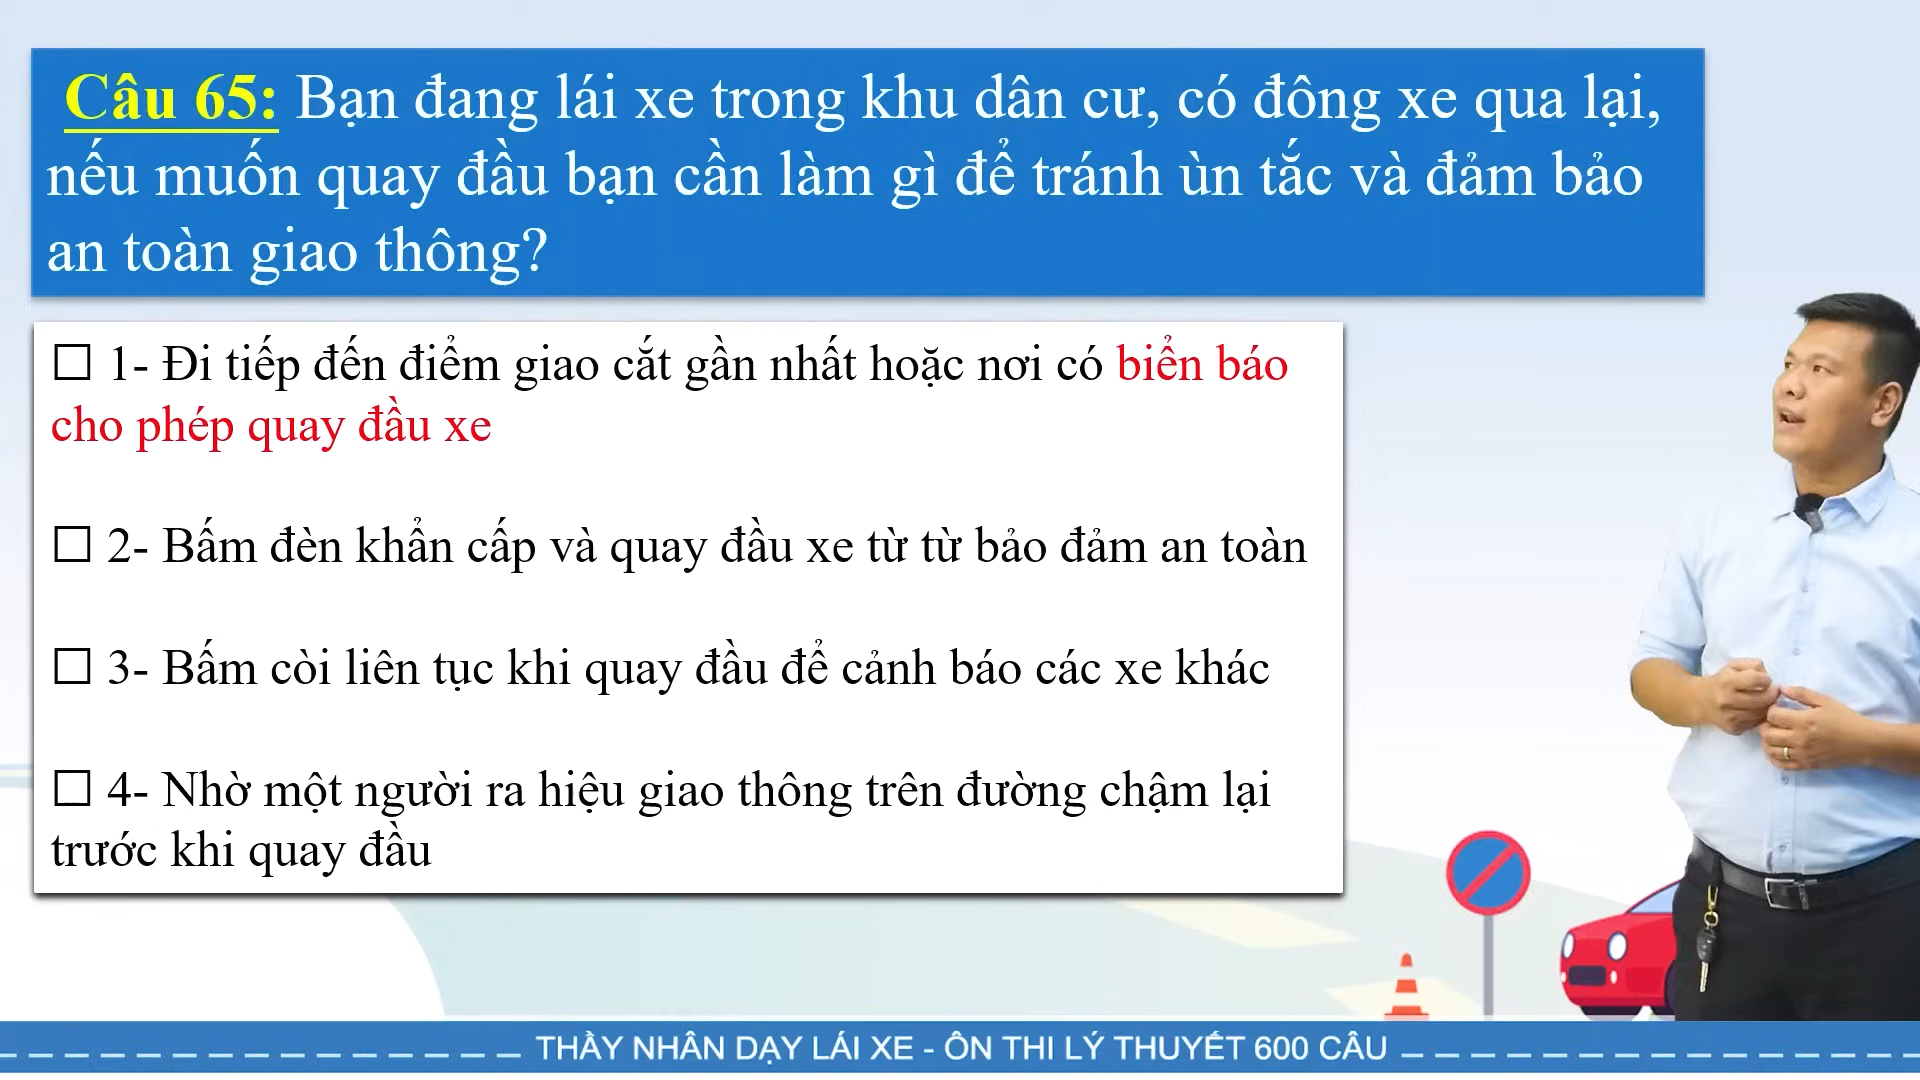 Câu 65: Bạn đang lái xe trong khu dân cư, có đông xe qua lại,
nếu muốn quay đầu bạn cần làm gì để tránh ùn tắc và đảm bảo
an toàn giao thông?
☐ 1- Đi tiếp đến điểm giao cắt gần nhất hoặc nơi có biển báo
cho phép quay đầu xe
☐ 2- Bấm đèn khẩn cấp và quay đầu xe từ từ bảo đảm an toàn
☐ 3- Bấm còi liên tục khi quay đầu để cảnh báo các xe khác
☐ 4- Nhờ một người ra hiệu giao thông trên đường chậm lại
trước khi quay đầu
THẦY NHÂN DẠY LÁI XE - ÔN THI LÝ THUYẾT 600 CÂU